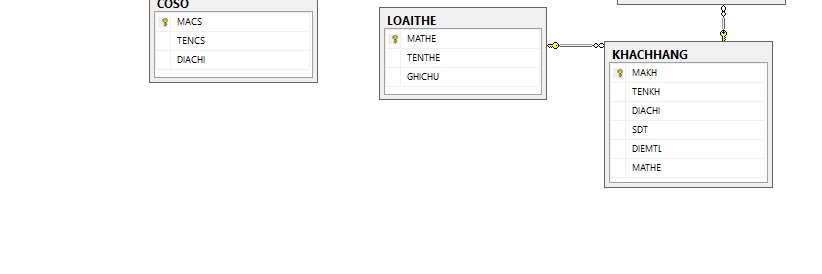 COSO
MACS
TENCS
DIACHI
LOAITHE
MATHE
TENTHE
GHICHU
KHACHHANG
MAKH
TENKH
DIACHI
SDT
DIEMTL
MATHE